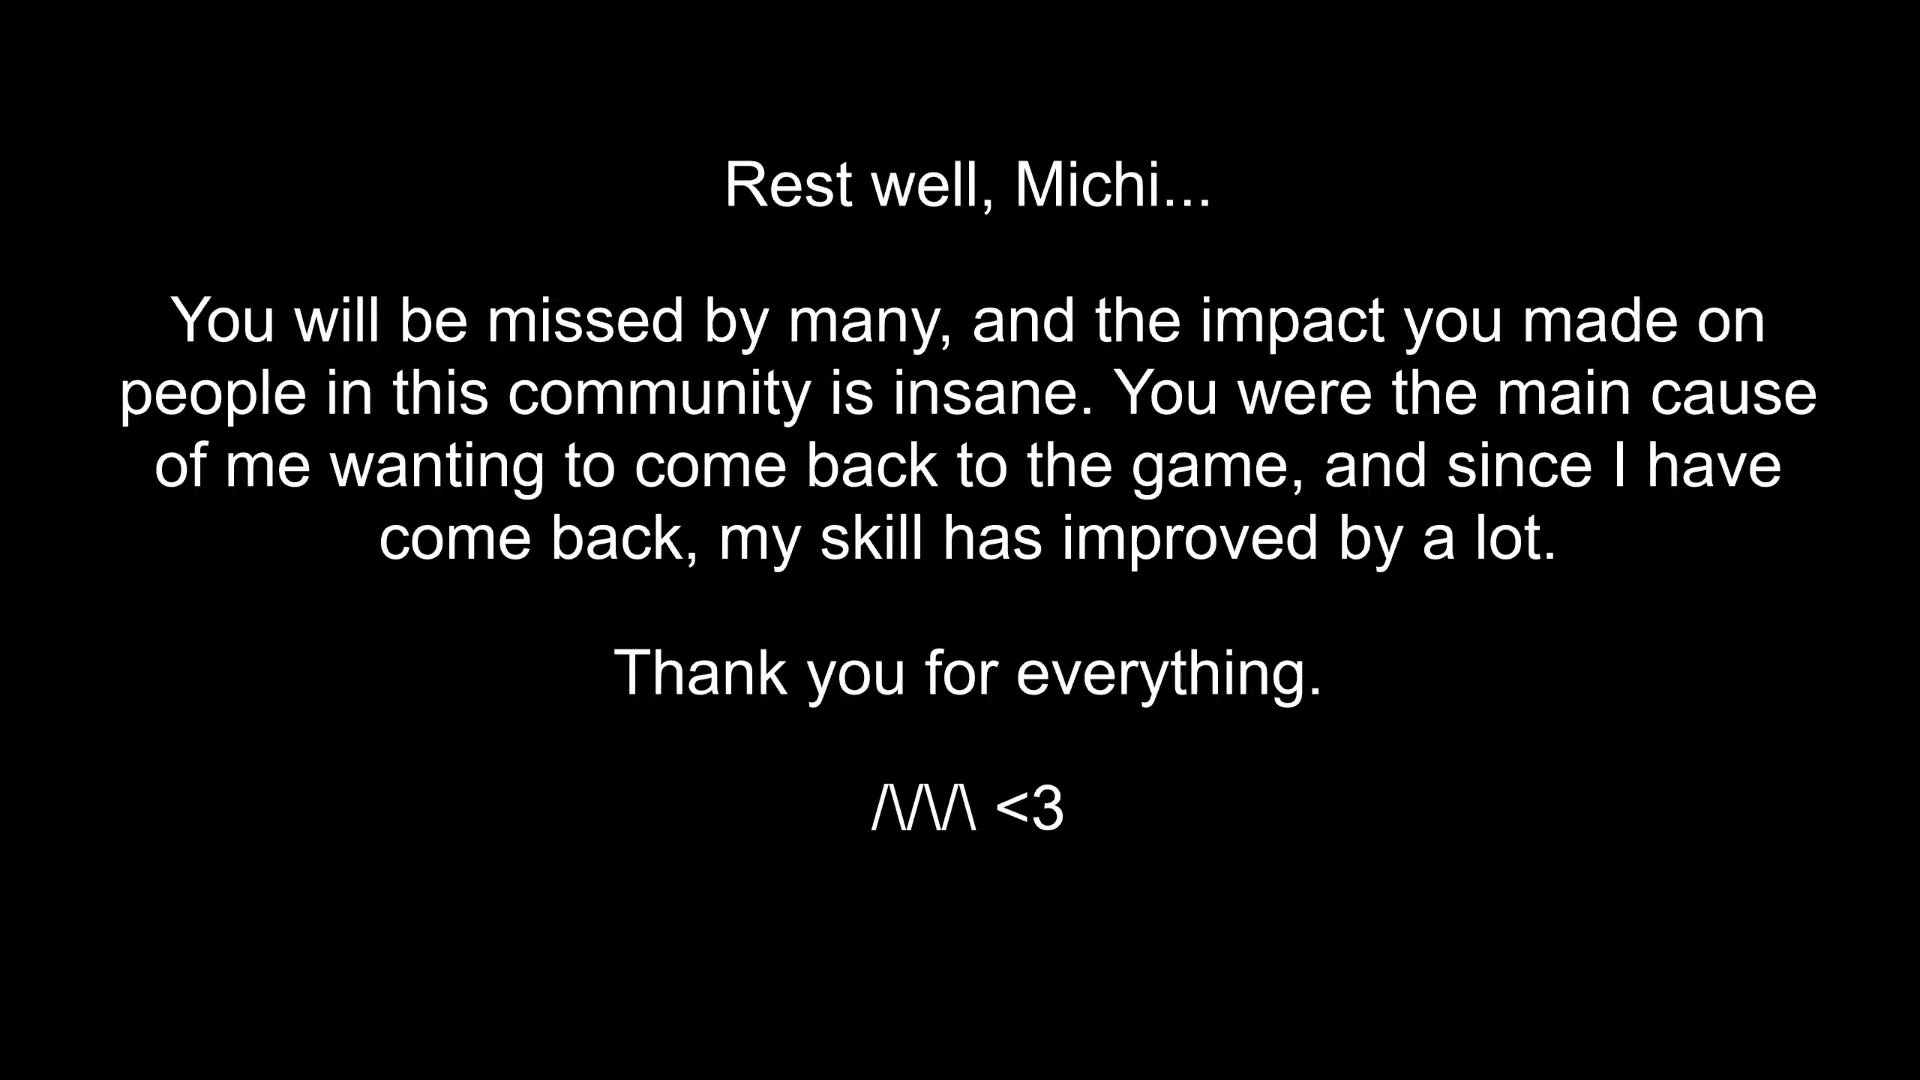 Rest well, Michi...
You will be missed by many, and the impact you made on
people in this community is insane. You were the main cause
of me wanting to come back to the game, and since I have
come back, my skill has improved by a lot.
Thank you for everything.
/\/\/\ <3